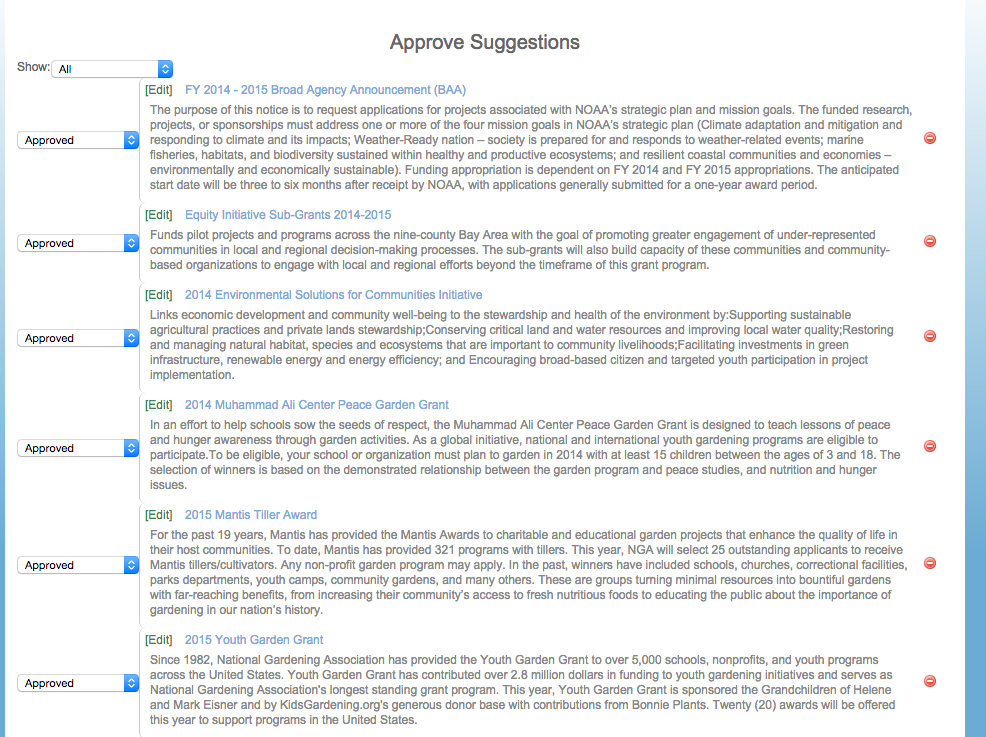 Approve Suggestions
Show: All
[Edit] FY 2014 - 2015 Broad Agency Announcement (BAA)
The purpose of this notice is to request applications for projects associated with NOAA's strategic plan and mission goals. The funded research,
projects, or sponsorships must address one or more of the four mission goals in NOAA's strategic plan (Climate adaptation and mitigation and
Approved
responding to climate and its impacts; Weather-Ready nation – society is prepared for and responds to weather-related events; marine
fisheries, habitats, and biodiversity sustained within healthy and productive ecosystems; and resilient coastal communities and economies –
environmentally and economically sustainable). Funding appropriation is dependent on FY 2014 and FY 2015 appropriations. The anticipated
start date will be three to six months after receipt by NOAA, with applications generally submitted for a one-year award period.
[Edit] Equity Initiative Sub-Grants 2014-2015
Funds pilot projects and programs across the nine-county Bay Area with the goal of promoting greater engagement of under-represented
Approved
communities in local and regional decision-making processes. The sub-grants will also build capacity of these communities and community-
based organizations to engage with local and regional efforts beyond the timeframe of this grant program.
[Edit] 2014 Environmental Solutions for Communities Initiative
Links economic development and community well-being to the stewardship and health of the environment by:Supporting sustainable
agricultural practices and private lands stewardship;Conserving critical land and water resources and improving local water quality;Restoring
Approved
and managing natural habitat, species and ecosystems that are important to community livelihoods;Facilitating investments in green
infrastructure, renewable energy and energy efficiency; and Encouraging broad-based citizen and targeted youth participation in project
implementation.
[Edit] 2014 Muhammad Ali Center Peace Garden Grant
In an effort to help schools sow the seeds of respect, the Muhammad Ali Center Peace Garden Grant is designed to teach lessons of peace
and hunger awareness through garden activities. As a global initiative, national and international youth gardening programs are eligible to
Approved
participate.To be eligible, your school or organization must plan to garden in 2014 with at least 15 children between the ages of 3 and 18. The
selection of winners is based on the demonstrated relationship between the garden program and peace studies, and nutrition and hunger
issues.
[Edit] 2015 Mantis Tiller Award
For the past 19 years, Mantis has provided the Mantis Awards to charitable and educational garden projects that enhance the quality of life in
their host communities. To date, Mantis has provided 321 programs with tillers. This year, NGA will select 25 outstanding applicants to receive
Approved
Mantis tillers/cultivators. Any non-profit garden program may apply. In the past, winners have included schools, churches, correctional facilities,
parks departments, youth camps, community gardens, and many others. These are groups turning minimal resources into bountiful gardens
with far-reaching benefits, from increasing their community's access to fresh nutritious foods to educating the public about the importance of
gardening in our nation's history.
[Edit] 2015 Youth Garden Grant
Since 1982, National Gardening Association has provided the Youth Garden Grant to over 5,000 schools, nonprofits, and youth programs
across the United States. Youth Garden Grant has contributed over 2.8 million dollars in funding to youth gardening initiatives and serves as
Approved
National Gardening Association's longest standing grant program. This year, Youth Garden Grant is sponsored the Grandchildren of Helene
and Mark Eisner and by KidsGardening.org's generous donor base with contributions from Bonnie Plants. Twenty (20) awards will be offered
this year to support programs in the United States.